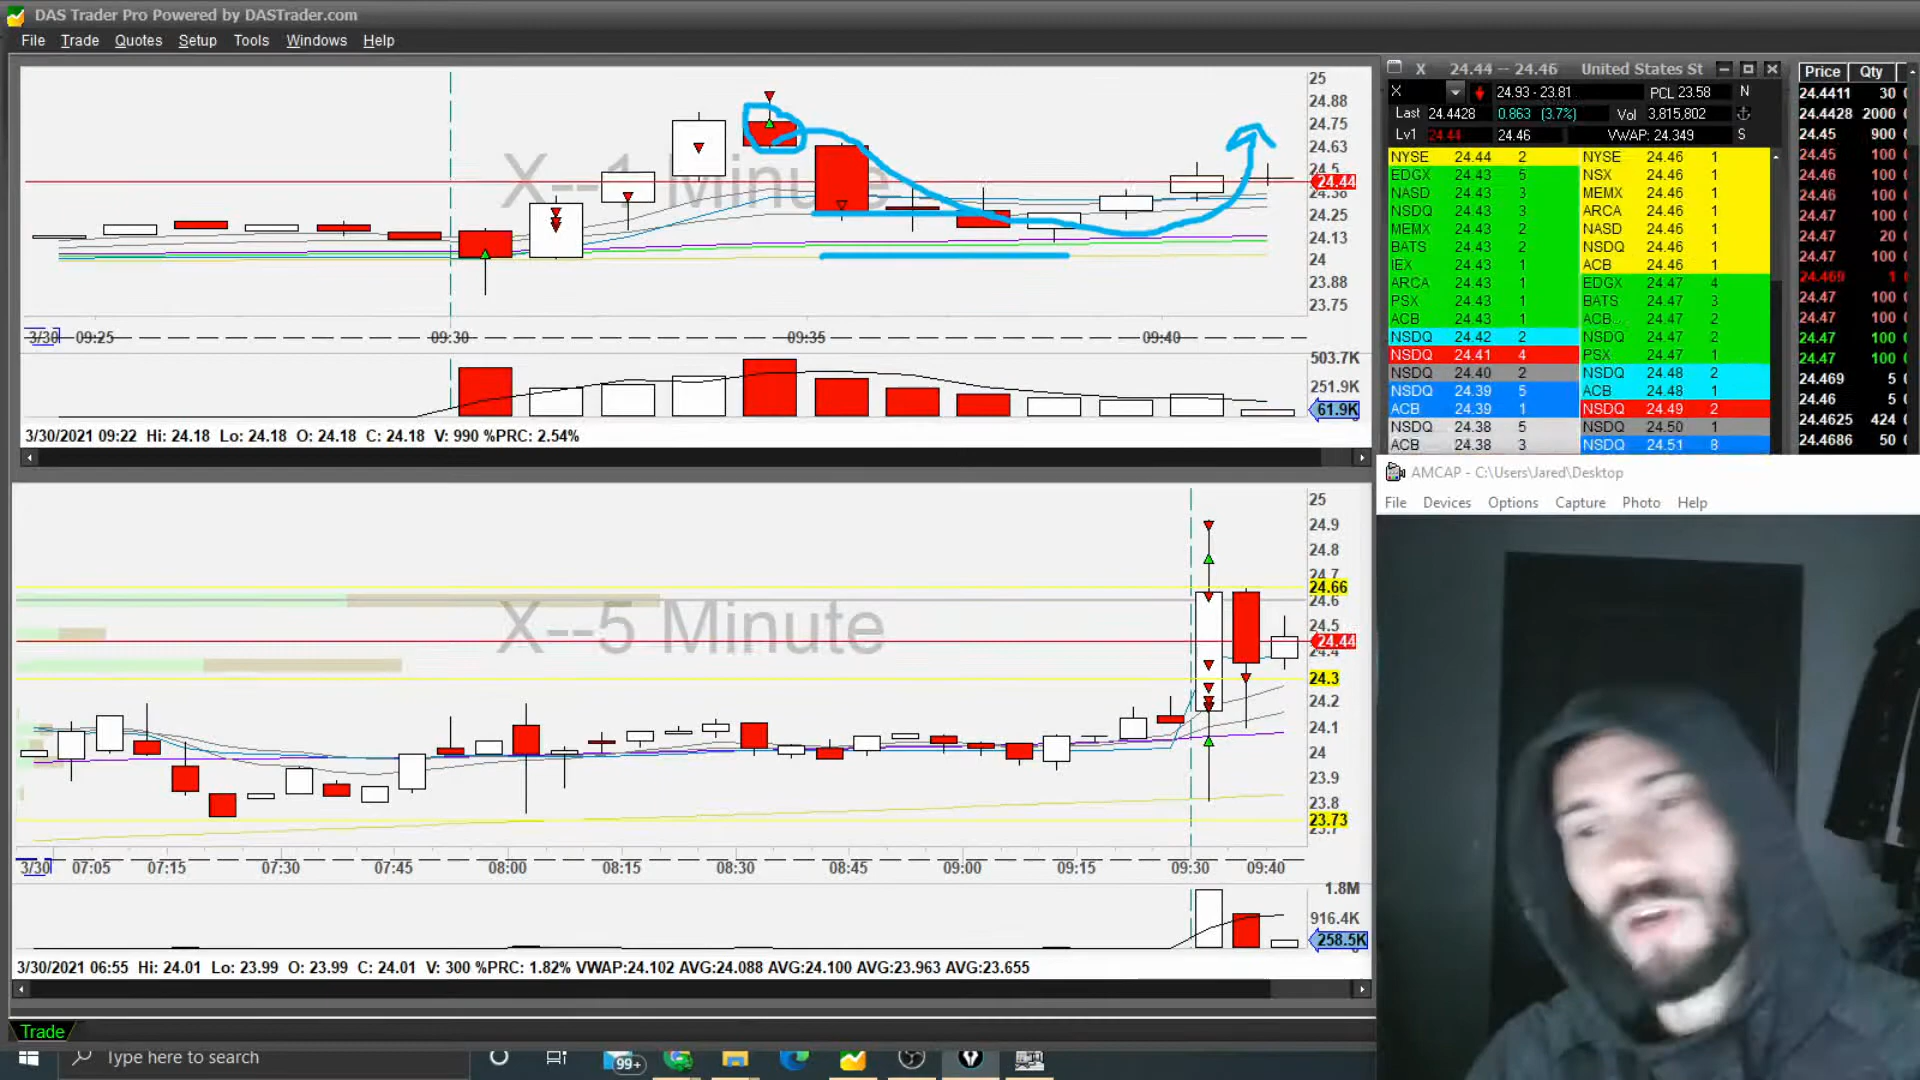 DAS Trader Pro Powered by DASTrader.com
File Trade Quotes Setup Tools Windows Help
X--1 Minute
25
24.88
24.75
24.63
24.5
24.44
24.38
24.25
24.13
24
23.88
23.75
3/30 09:25 09:30 09:35 09:40
503.7K
251.9K
61.9K
3/30/2021 09:22 Hi: 24.18 Lo: 24.18 O: 24.18 C: 24.18 V: 990 %PRC: 2.54%
X--5 Minute
25
24.9
24.8
24.7
24.66
24.6
24.5
24.44
24.4
24.3
24.2
24.1
24
23.9
23.8
23.73
23.7
3/30 07:05 07:15 07:30 07:45 08:00 08:15 08:30 08:45 09:00 09:15 09:30 09:40
1.8M
916.4K
258.5K
3/30/2021 06:55 Hi: 24.01 Lo: 23.99 O: 23.99 C: 24.01 V: 300 %PRC: 1.82% VWAP:24.102 AVG:24.088 AVG:24.100 AVG:23.963 AVG:23.655
Trade
Type here to search
99+
X 24.44 -- 24.46 United States St
X 24.93 - 23.81 PCL 23.58 N
Last 24.4428 0.863 (3.7%) Vol 3,815,802
Lv1 24.44 24.46 VWAP: 24.349 S
NYSE 24.44 2 NYSE 24.46 1
EDGX 24.43 5 NSX 24.46 1
NASD 24.43 3 MEMX 24.46 1
NSDQ 24.43 3 ARCA 24.46 1
MEMX 24.43 2 NASD 24.46 1
BATS 24.43 2 NSDQ 24.46 1
IEX 24.43 1 ACB 24.46 1
ARCA 24.43 1 EDGX 24.47 4
PSX 24.43 1 BATS 24.47 3
ACB 24.43 1 ACB 24.47 2
NSDQ 24.42 2 NSDQ 24.47 2
NSDQ 24.41 4 PSX 24.47 1
NSDQ 24.40 2 NSDQ 24.48 2
NSDQ 24.39 5 ACB 24.48 1
ACB 24.39 1 NSDQ 24.49 2
NSDQ 24.38 5 NSDQ 24.50 1
ACB 24.38 3 NSDQ 24.51 8
Price Qty
24.4411 30
24.4428 2000
24.45 900
24.45 100
24.46 100
24.46 100
24.47 100
24.47 20
24.47 100
24.469 1
24.47 100
24.47 100
24.47 100
24.47 100
24.469 5
24.46 5
24.4625 424
24.4686 50
AMCAP - C:\Users\Jared\Desktop
File Devices Options Capture Photo Help